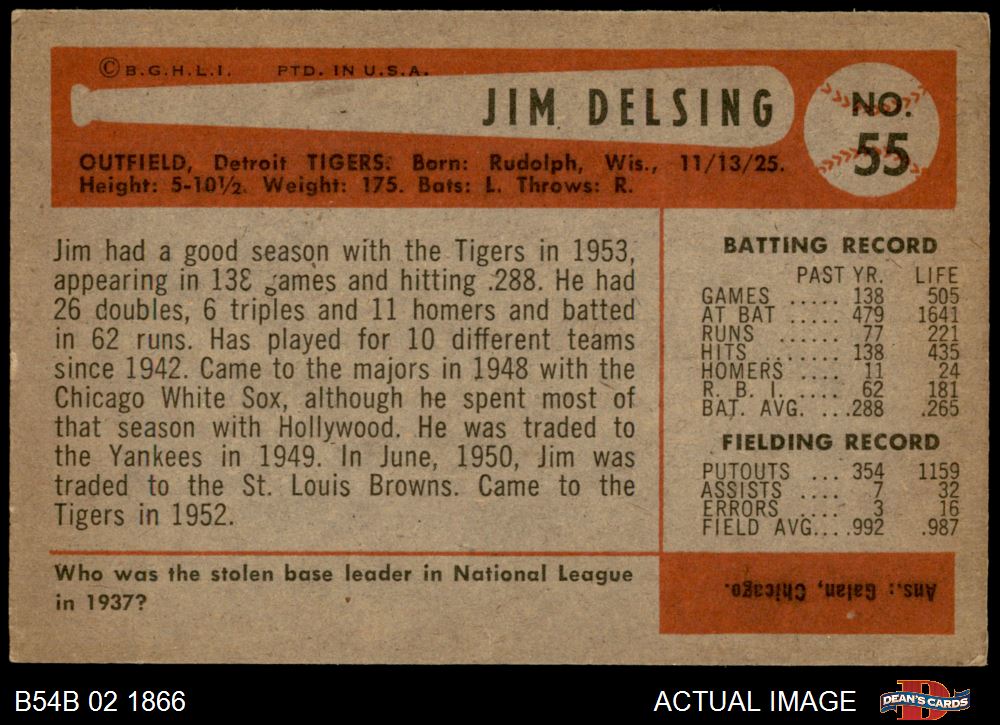 © B.G.H.L.I. PTD. IN U.S.A.
JIM DELSING
NO.
55
OUTFIELD, Detroit TIGERS. Born: Rudolph, Wis., 11/13/25.
Height: 5-10½. Weight: 175. Bats: L. Throws: R.
Jim had a good season with the Tigers in 1953,
appearing in 138 games and hitting .288. He had
26 doubles, 6 triples and 11 homers and batted
in 62 runs. Has played for 10 different teams
since 1942. Came to the majors in 1948 with the
Chicago White Sox, although he spent most of
that season with Hollywood. He was traded to
the Yankees in 1949. In June, 1950, Jim was
traded to the St. Louis Browns. Came to the
Tigers in 1952.
BATTING RECORD
PAST YR. LIFE
GAMES ..... 138 505
AT BAT ..... 479 1641
RUNS ...... 77 221
HITS ....... 138 435
HOMERS .... 11 24
R. B. I. ..... 62 181
BAT. AVG. ....288 .265
FIELDING RECORD
PUTOUTS ... 354 1159
ASSISTS .... 7 32
ERRORS .... 3 16
FIELD AVG.... .992 .987
Who was the stolen base leader in National League
in 1937?
Ans.: Galan, Chicago.
B54B 02 1866
ACTUAL IMAGE
DEAN'S CARDS